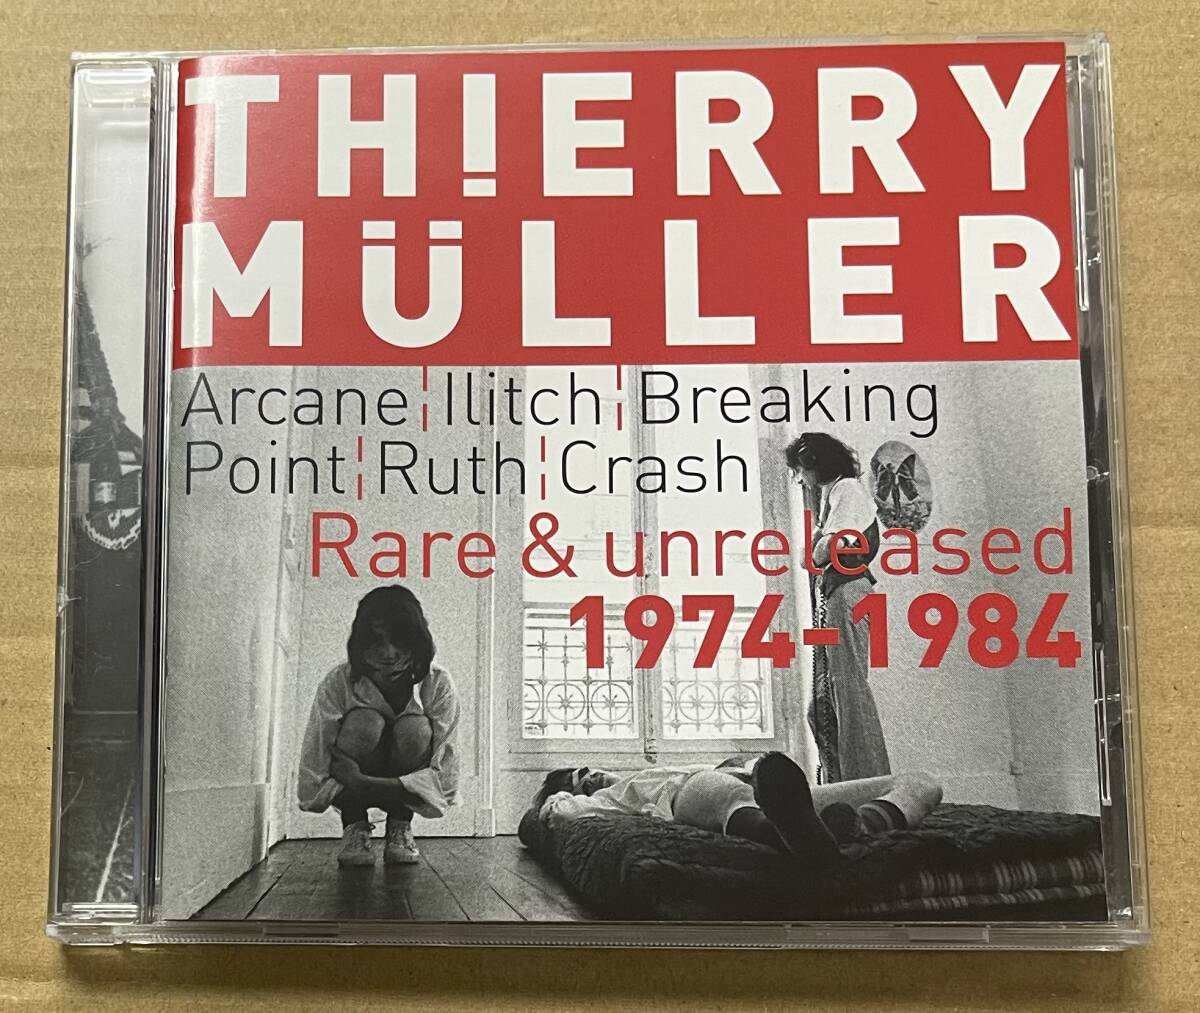 TH!ERRY
MÜLLER
Arcane¦Ilitch¦Breaking
Point¦Ruth¦Crash
Rare & unreleased
1974-1984